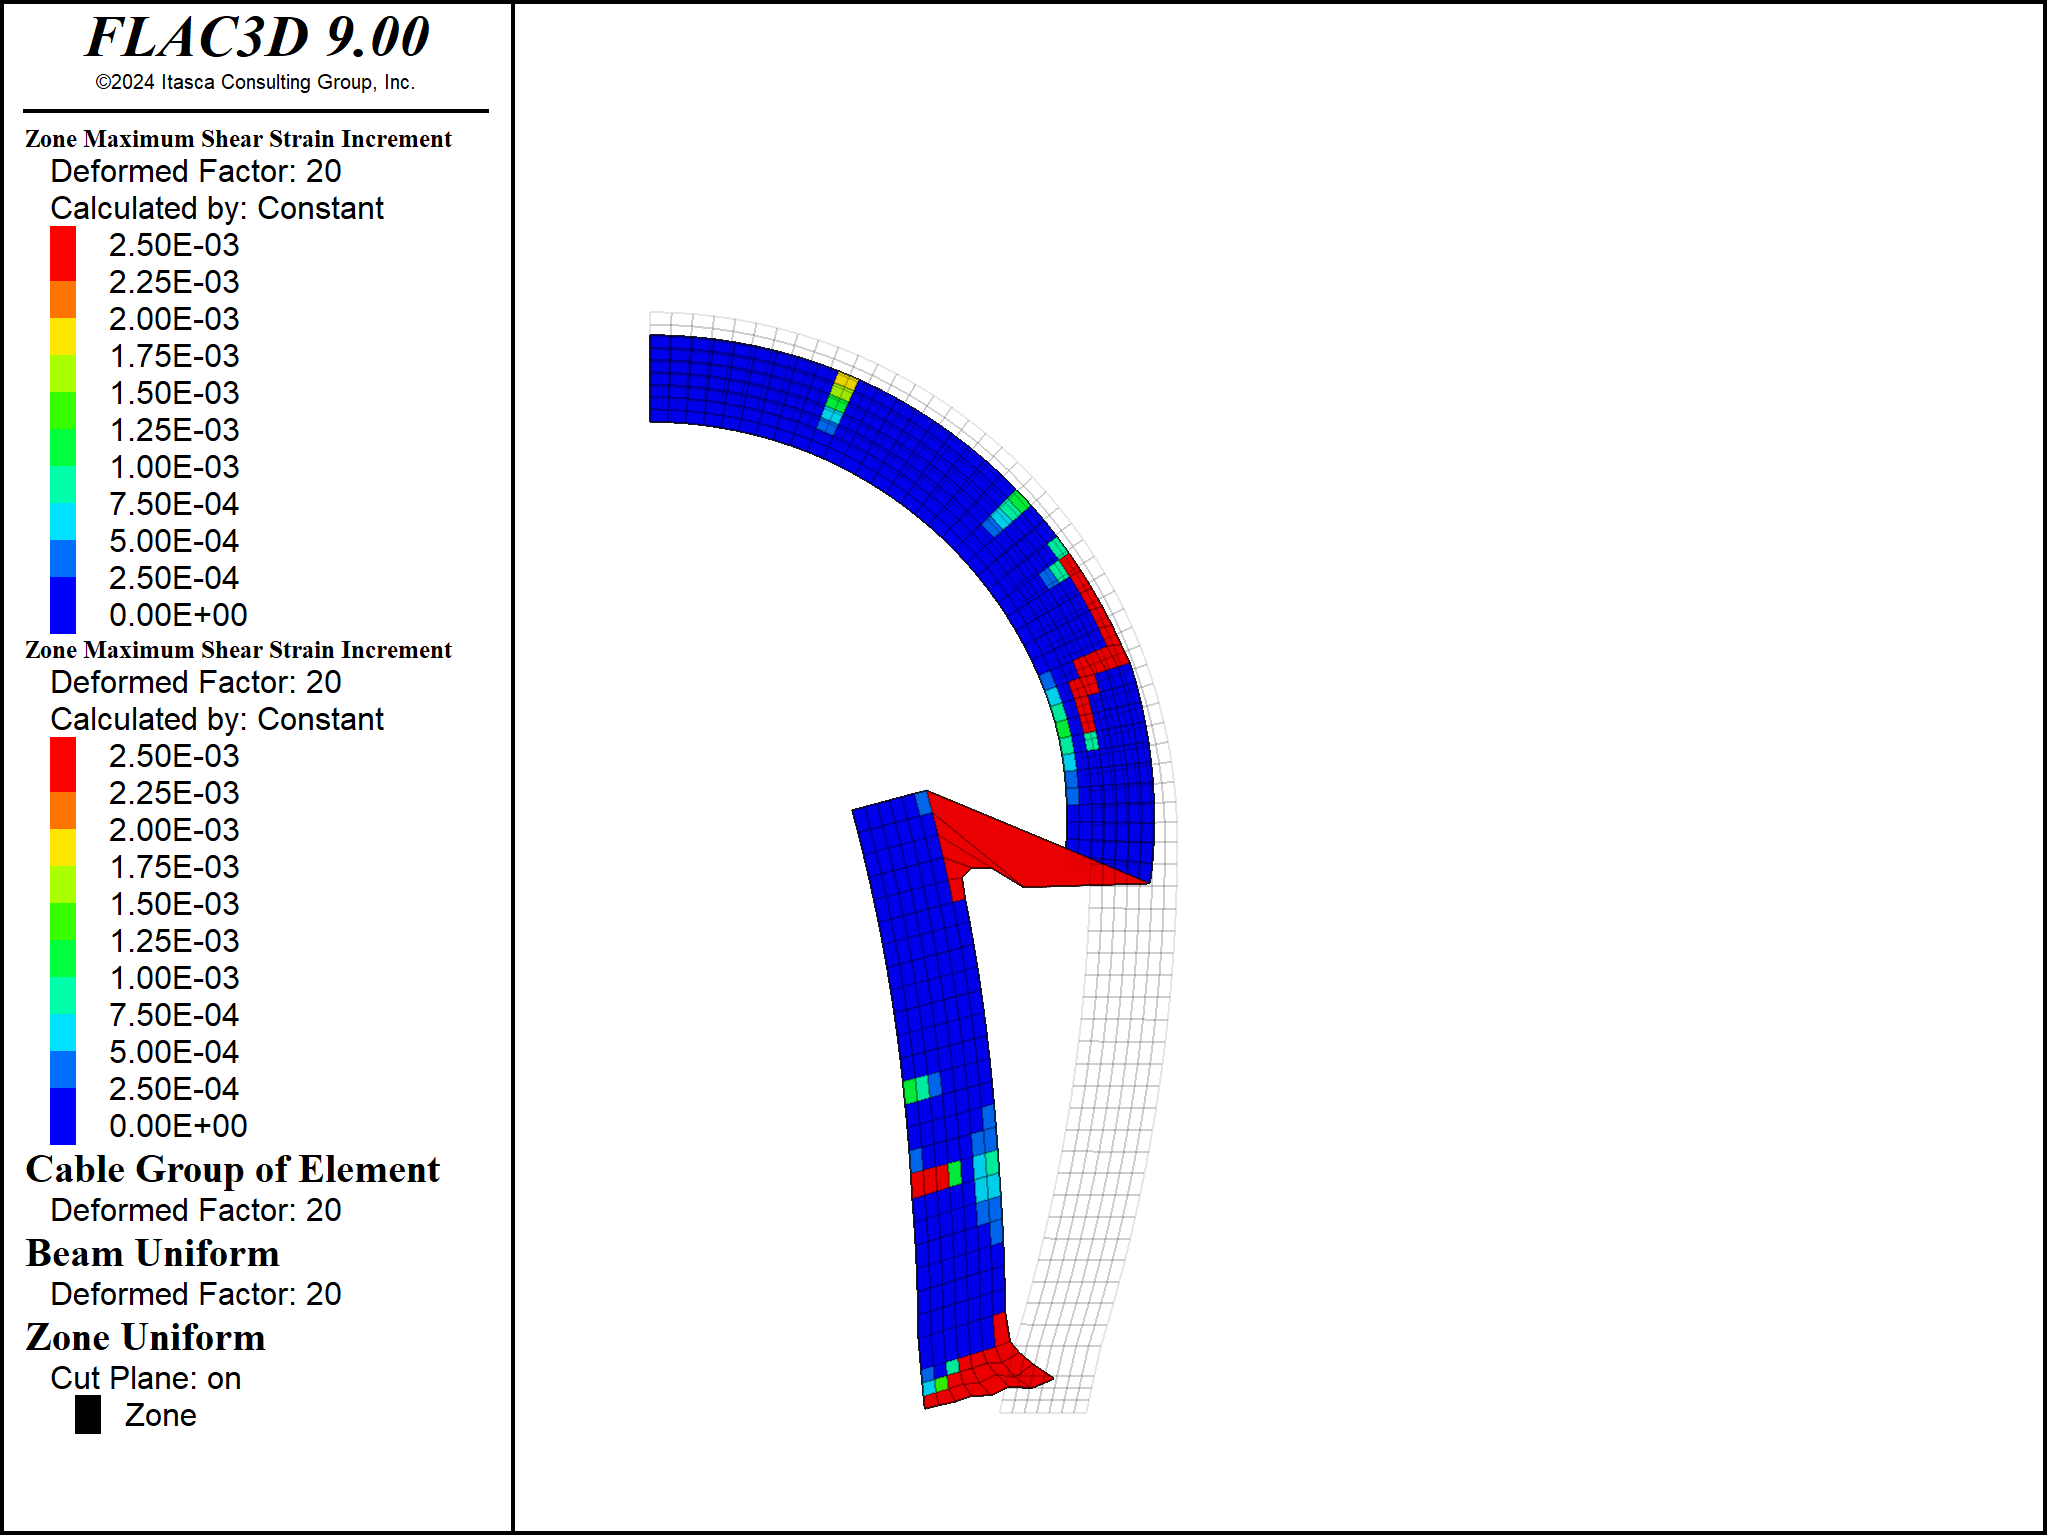 FLAC3D 9.00
©2024 Itasca Consulting Group, Inc.
Zone Maximum Shear Strain Increment
Deformed Factor: 20
Calculated by: Constant
2.50E-03
2.25E-03
2.00E-03
1.75E-03
1.50E-03
1.25E-03
1.00E-03
7.50E-04
5.00E-04
2.50E-04
0.00E+00
Zone Maximum Shear Strain Increment
Deformed Factor: 20
Calculated by: Constant
2.50E-03
2.25E-03
2.00E-03
1.75E-03
1.50E-03
1.25E-03
1.00E-03
7.50E-04
5.00E-04
2.50E-04
0.00E+00
Cable Group of Element
Deformed Factor: 20
Beam Uniform
Deformed Factor: 20
Zone Uniform
Cut Plane: on
Zone